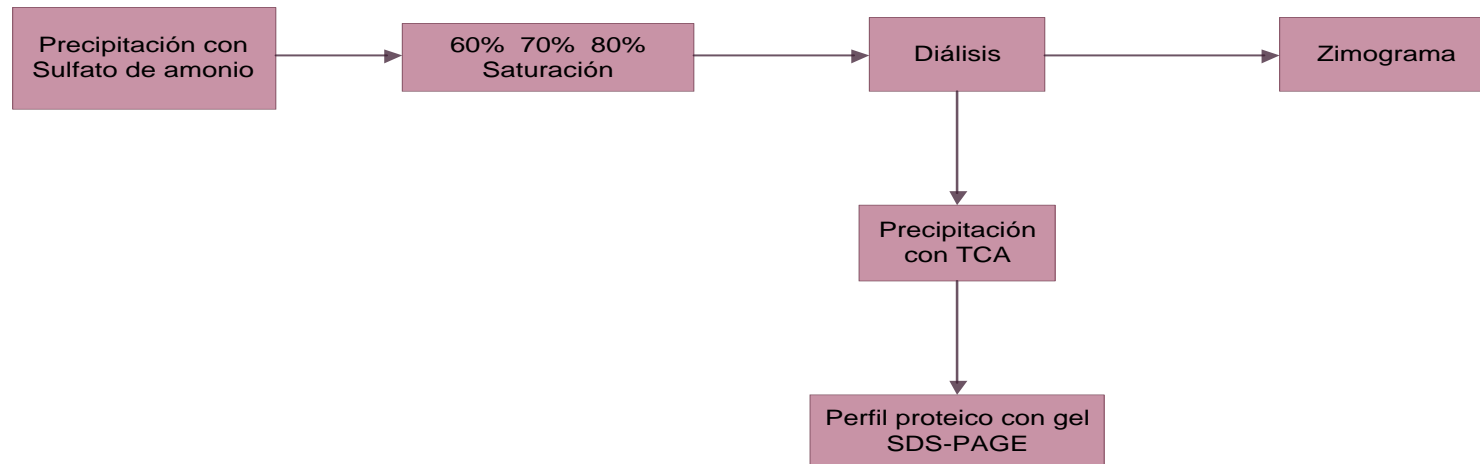 Precipitación con
Sulfato de amonio
60% 70% 80%
Saturación
Diálisis
Zimograma
Precipitación
con TCA
Perfil proteico con gel
SDS-PAGE